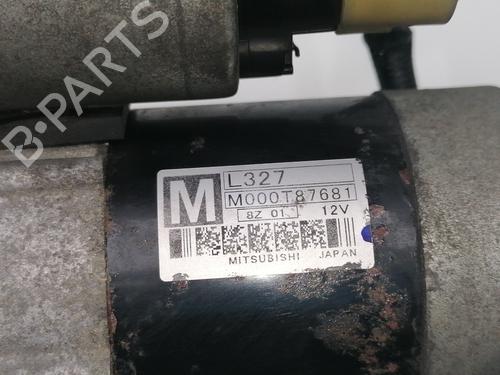 B-PARTS
M
L327
M000T87681
8Z 01 12V
MITSUBISHI JAPAN